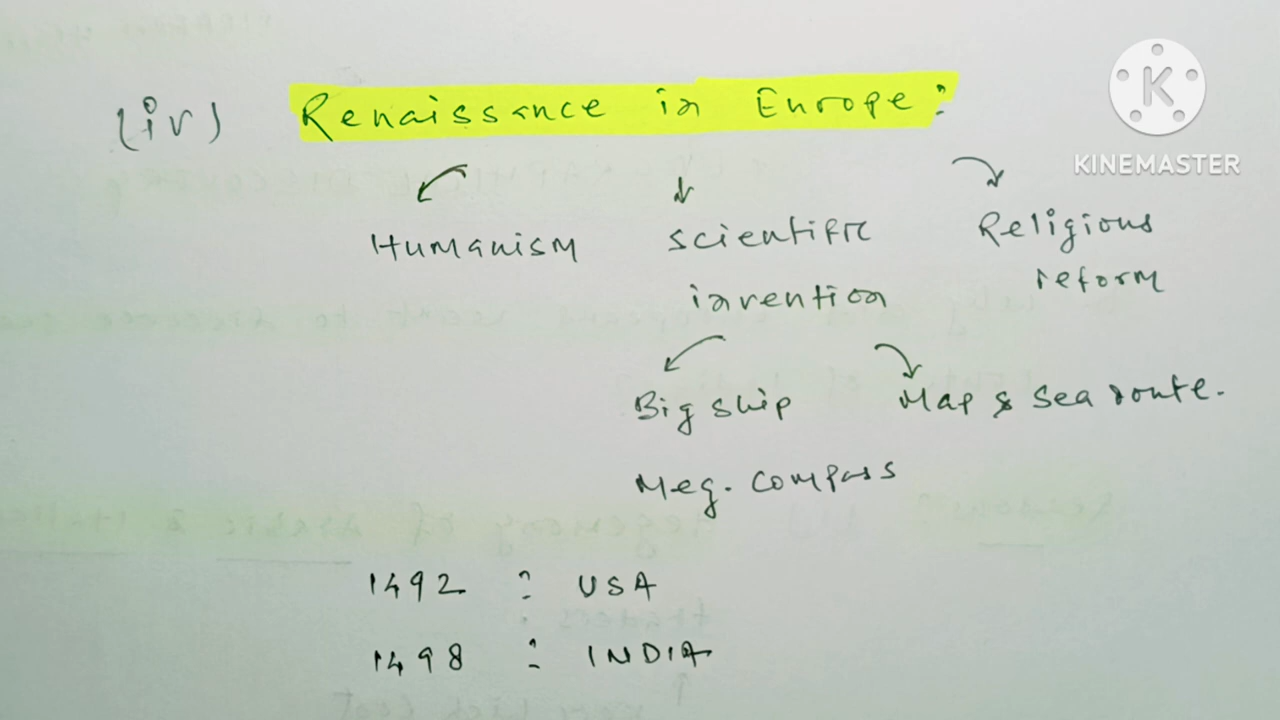 (iv) Renaissance in Europe:
K
KINEMASTER
Humanism scientific Religious
invention reform
Big ship Map & Sea route.
Meg. compass
1492 : USA
1498 : INDIA